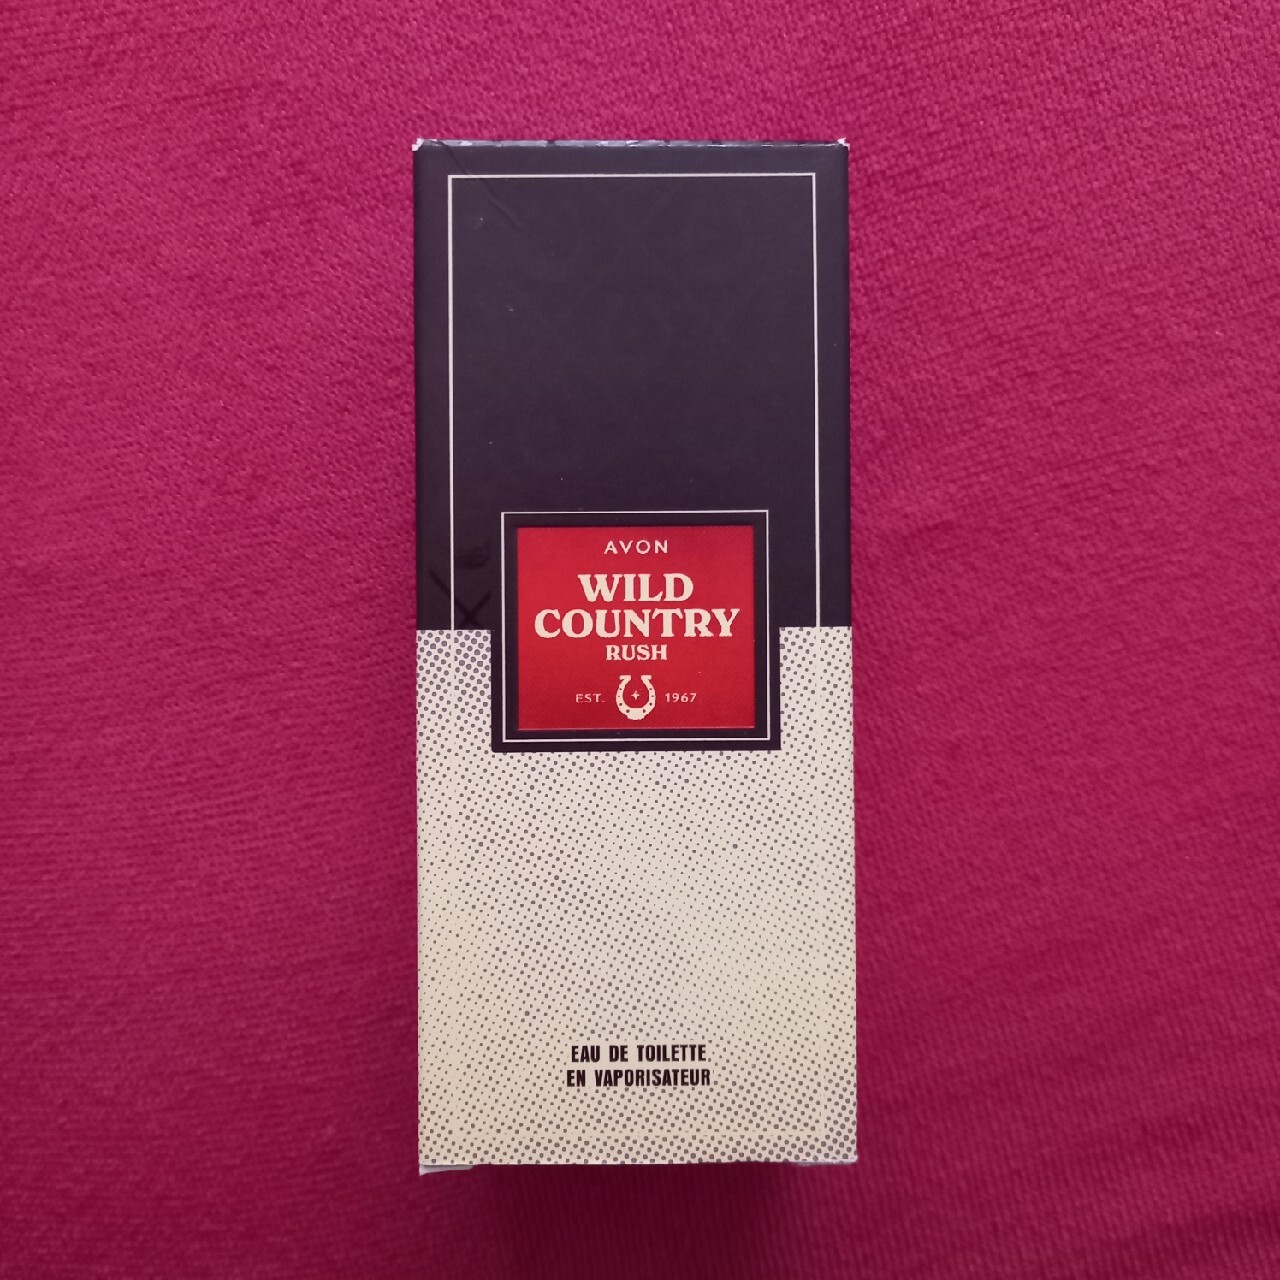 AVON
WILD
COUNTRY
RUSH
EST. 1967
EAU DE TOILETTE
EN VAPORISATEUR